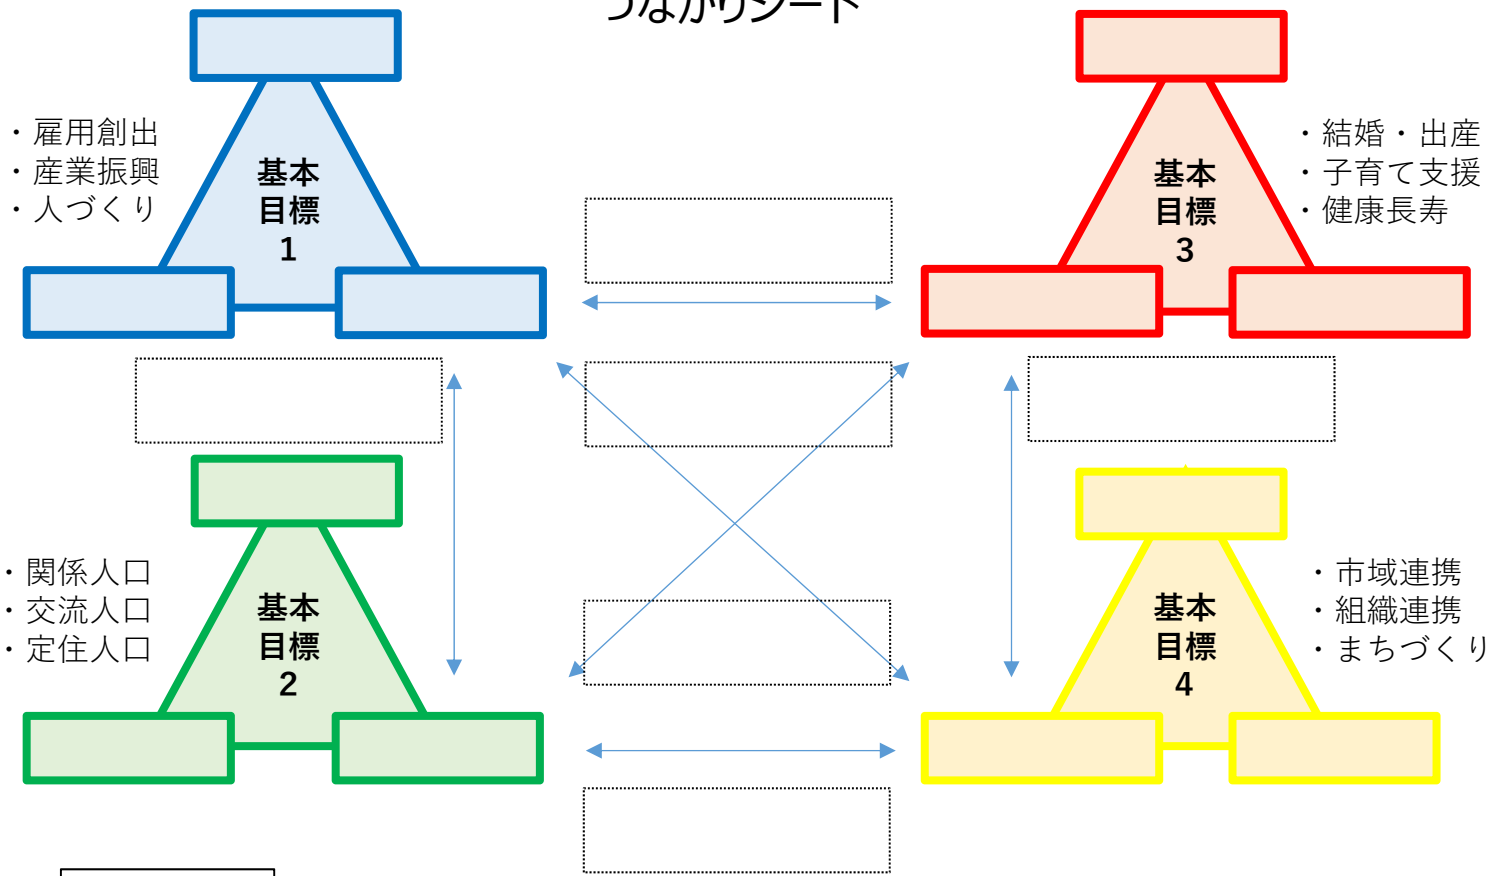 つながりシート
・雇用創出
・産業振興
・人づくり
基本
目標
1
基本
目標
3
・結婚・出産
・子育て支援
・健康長寿
・関係人口
・交流人口
・定住人口
基本
目標
2
基本
目標
4
・市域連携
・組織連携
・まちづくり